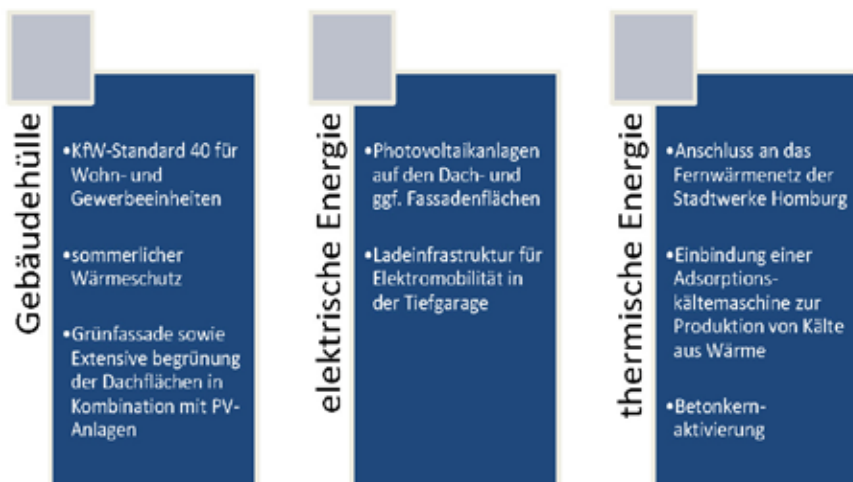 Gebäudehülle
•KfW-Standard 40 für
Wohn- und
Gewerbeeinheiten
•sommerlicher
Wärmeschutz
•Grünfassade sowie
Extensive begrünung
der Dachflächen in
Kombination mit PV-
Anlagen
elektrische Energie
•Photovoltaikanlagen
auf den Dach- und
ggf. Fassadenflächen
•Ladeinfrastruktur für
Elektromobilität in
der Tiefgarage
thermische Energie
•Anschluss an das
Fernwärmenetz der
Stadtwerke Homburg
•Einbindung einer
Adsorptions-
kältemaschine zur
Produktion von Kälte
aus Wärme
•Betonkern-
aktivierung